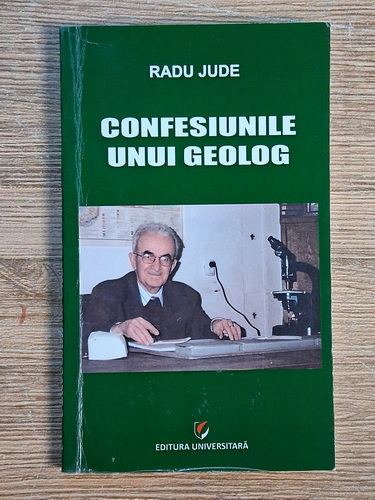 RADU JUDE
CONFESIUNILE
UNUI GEOLOG
EDITURA UNIVERSITARĂ